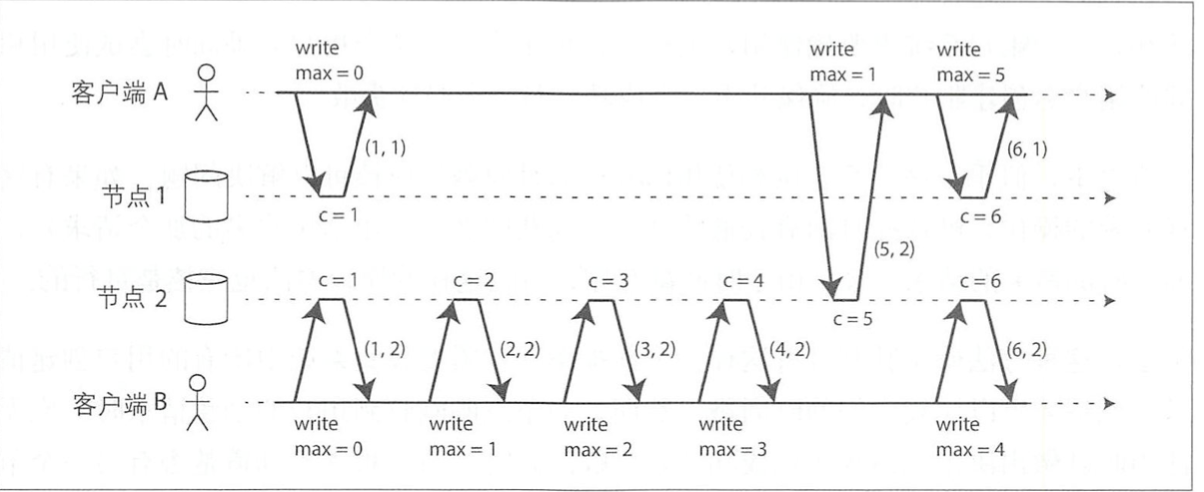 write
max = 0
write
max = 1
write
max = 5
客户端 A
(1, 1)
(6, 1)
节点 1
c = 1
c = 6
(5, 2)
c = 1
c = 2
c = 3
c = 4
c = 6
节点 2
c = 5
(1, 2)
(2, 2)
(3, 2)
(4, 2)
(6, 2)
客户端 B
write
max = 0
write
max = 1
write
max = 2
write
max = 3
write
max = 4